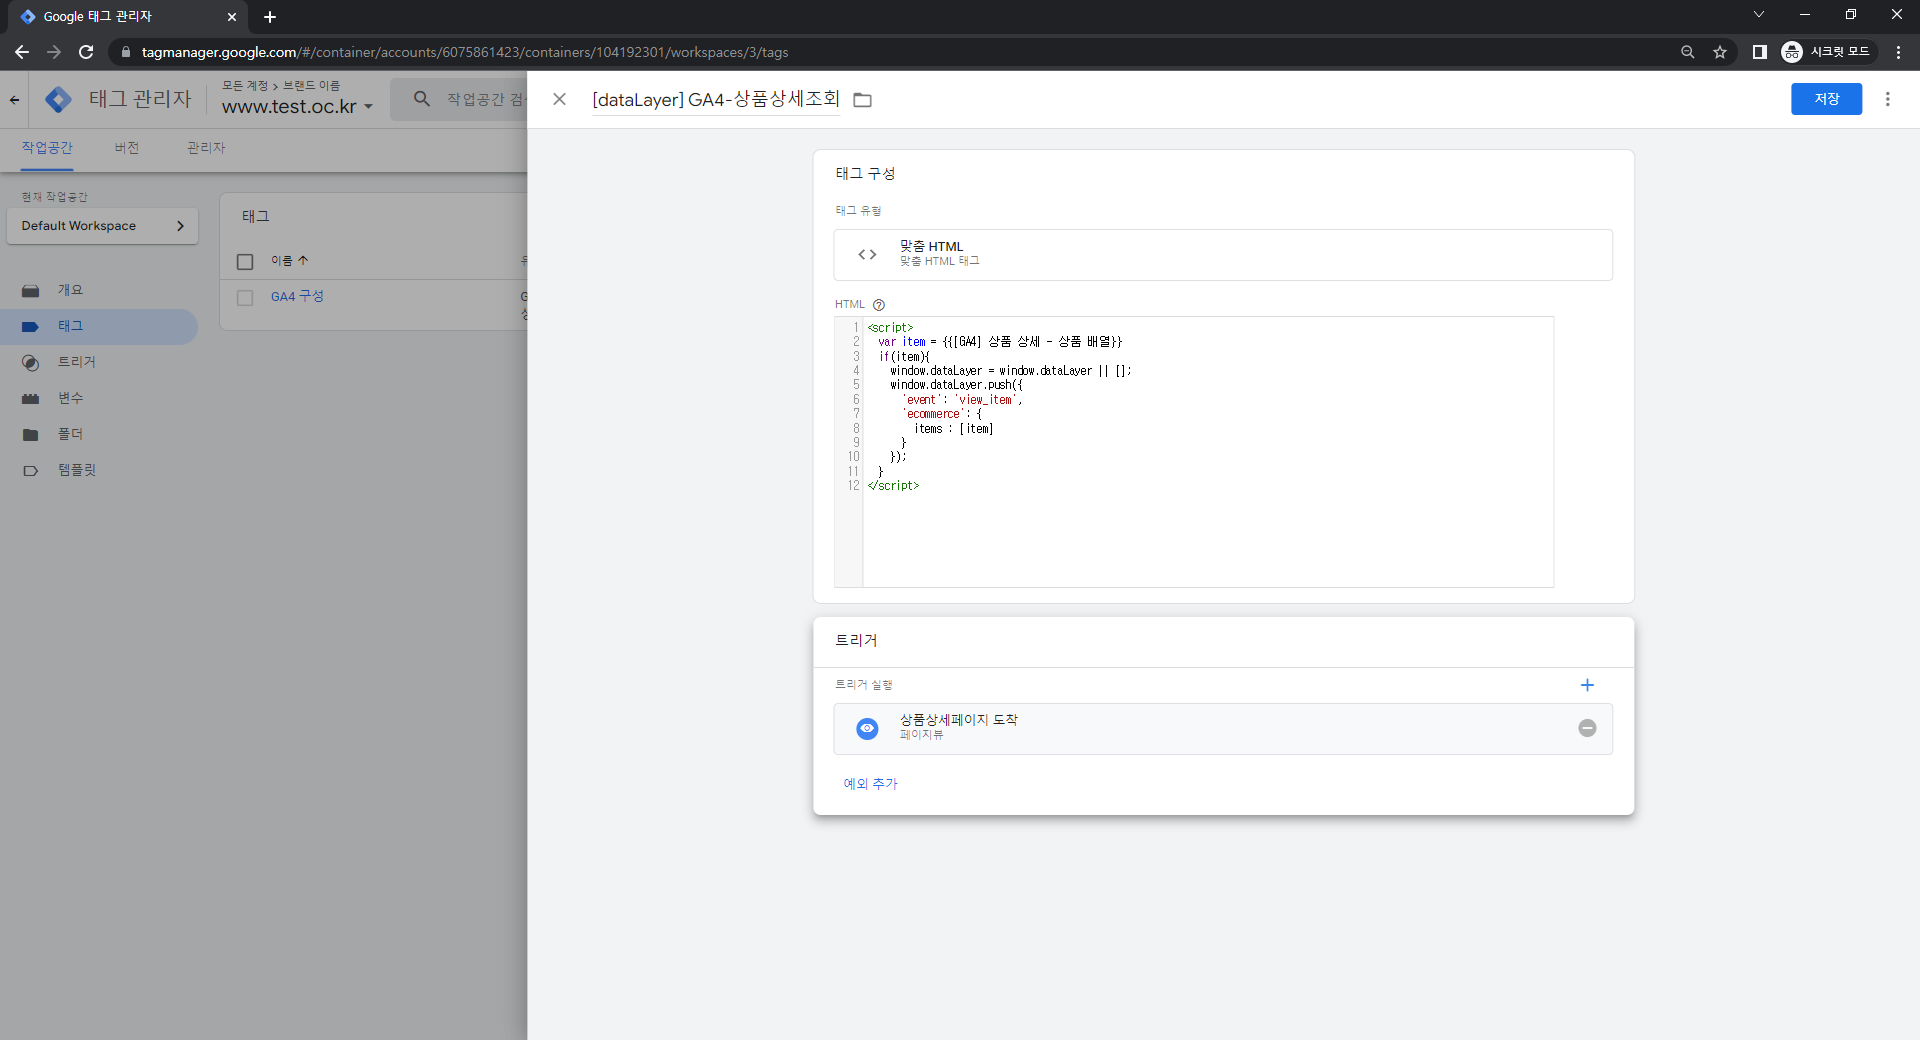 Google 태그 관리자
tagmanager.google.com/#/container/accounts/6075861423/containers/104192301/workspaces/3/tags
시크릿 모드
태그 관리자
모든 계정 > 브랜드 이름
www.test.oc.kr
작업공간 검
[dataLayer] GA4-상품상세조회
저장
작업공간
버전
관리자
현재 작업공간
Default Workspace
개요
태그
트리거
변수
폴더
템플릿
태그
이름
GA4 구성
태그 구성
태그 유형
맞춤 HTML
맞춤 HTML 태그
HTML
1 <script>
2 var item = {{[GA4] 상품 상세 - 상품 배열}}
3 if(item){
4 window.dataLayer = window.dataLayer || [];
5 window.dataLayer.push({
6 'event': 'view_item',
7 'ecommerce': {
8 items : [item]
9 }
10 });
11 }
12 </script>
트리거
트리거 실행
상품상세페이지 도착
페이지뷰
예외 추가